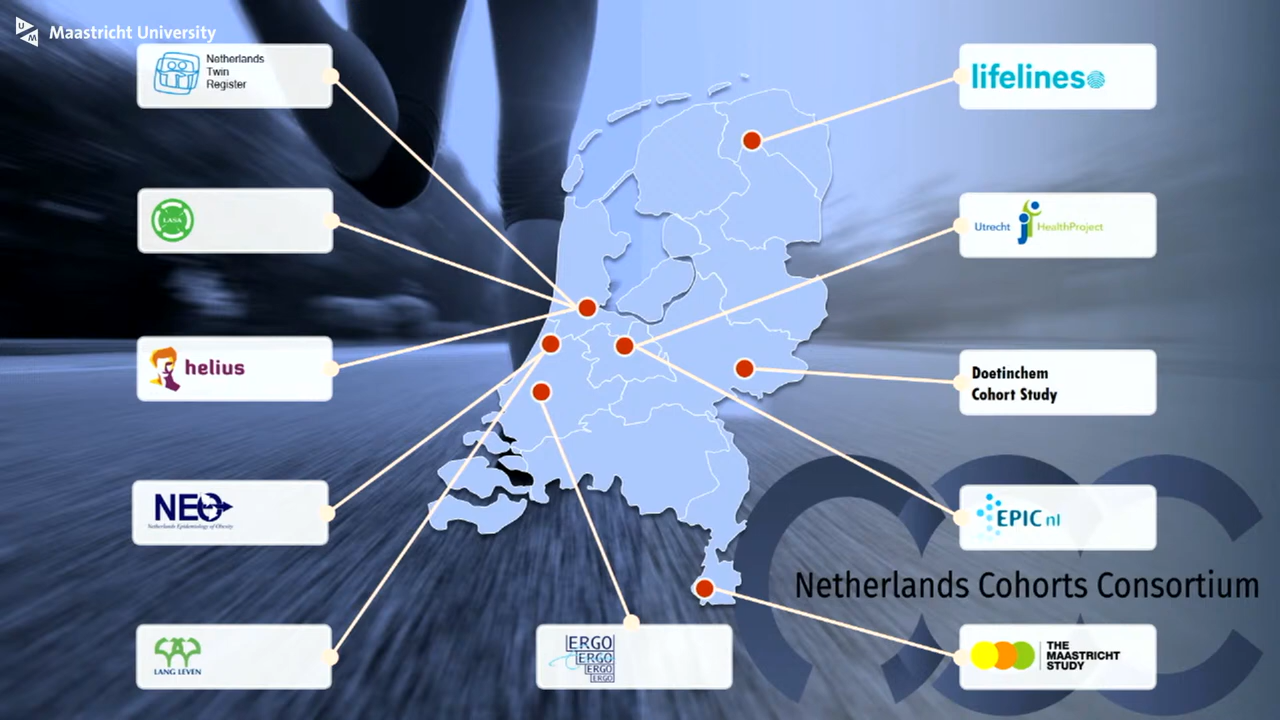 UM Maastricht University
Netherlands
Twin
Register
lifelines
LASA
Utrecht HealthProject
helius
Doetinchem
Cohort Study
NEO
Netherlands Epidemiology of Obesity
EPIC nl
Netherlands Cohorts Consortium
LANG LEVEN
ERGO
ERGO
ERGO
ERGO
THE
MAASTRICHT
STUDY